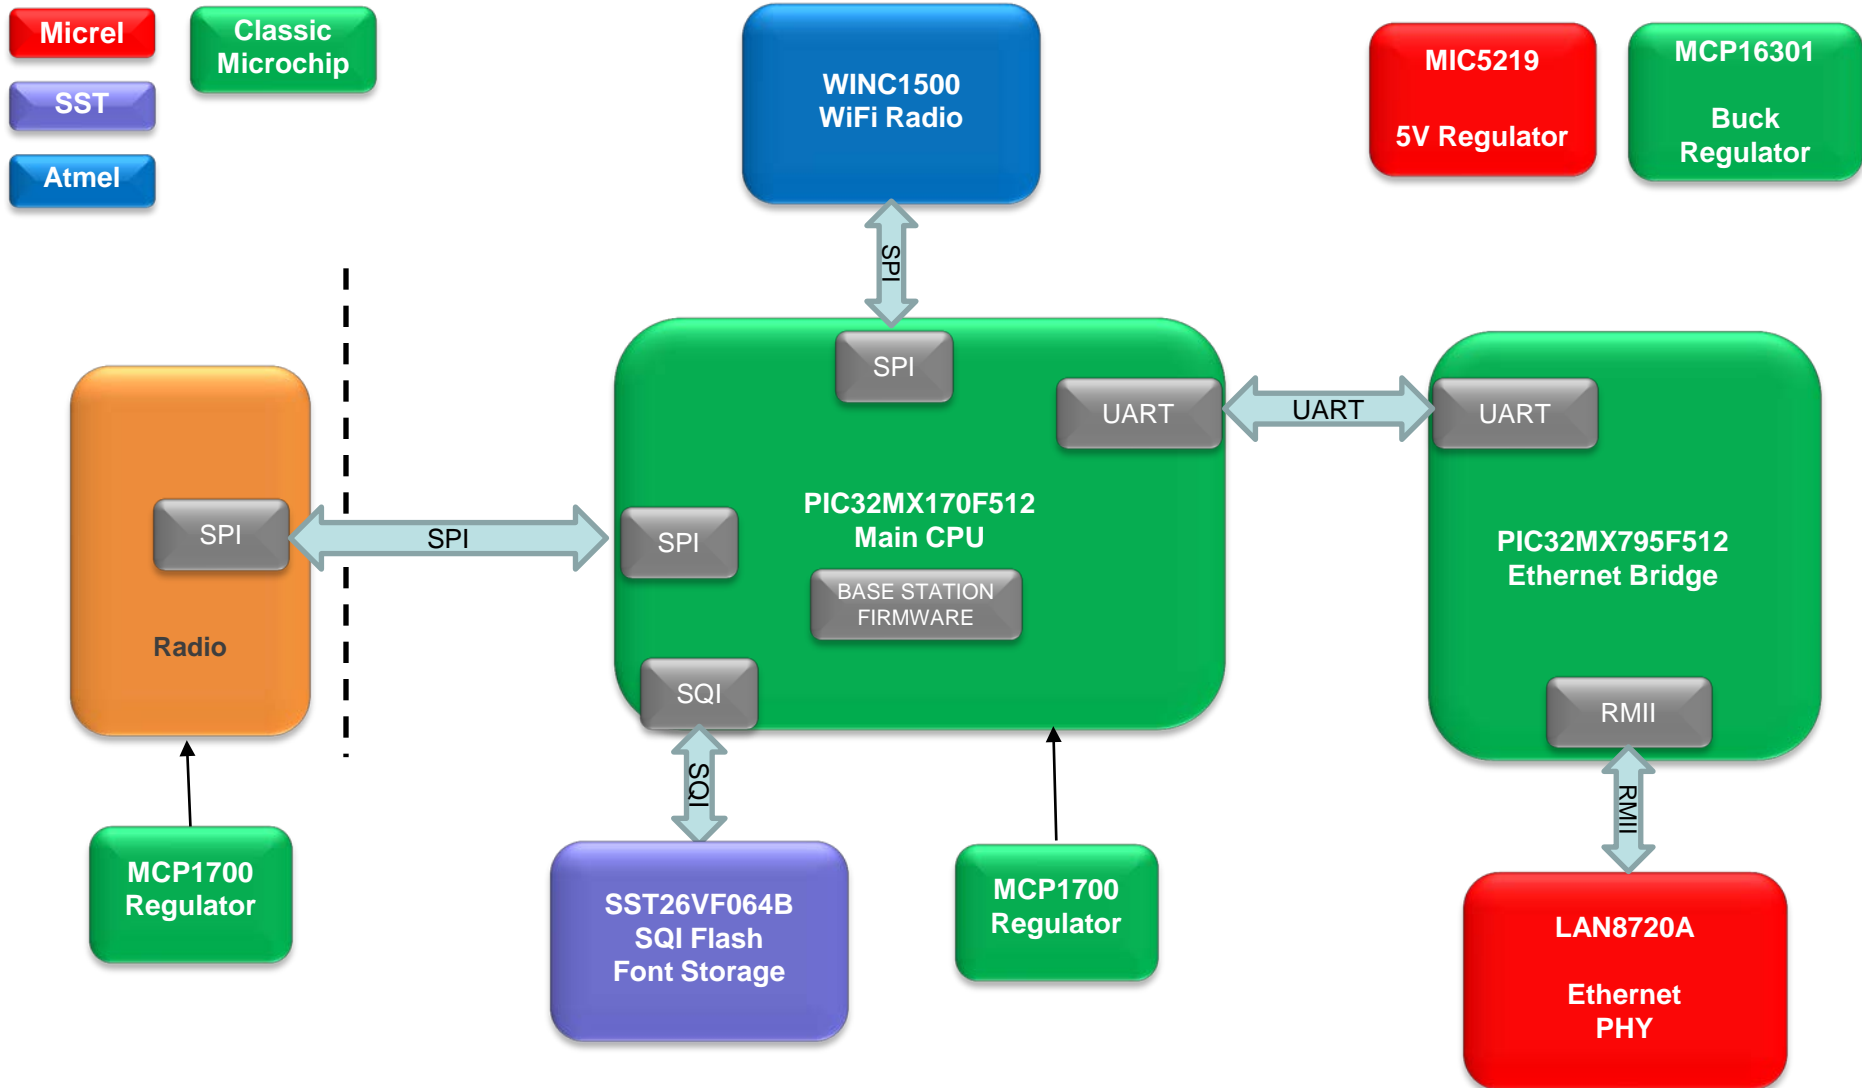 Micrel
Classic
Microchip
SST
Atmel
WINC1500
WiFi Radio
MIC5219
5V Regulator
MCP16301
Buck
Regulator
SPI
SPI
UART
UART
UART
SPI
SPI
SPI
Radio
PIC32MX170F512
Main CPU
BASE STATION
FIRMWARE
SQI
PIC32MX795F512
Ethernet Bridge
RMII
SQI
RMII
MCP1700
Regulator
SST26VF064B
SQI Flash
Font Storage
MCP1700
Regulator
LAN8720A
Ethernet
PHY